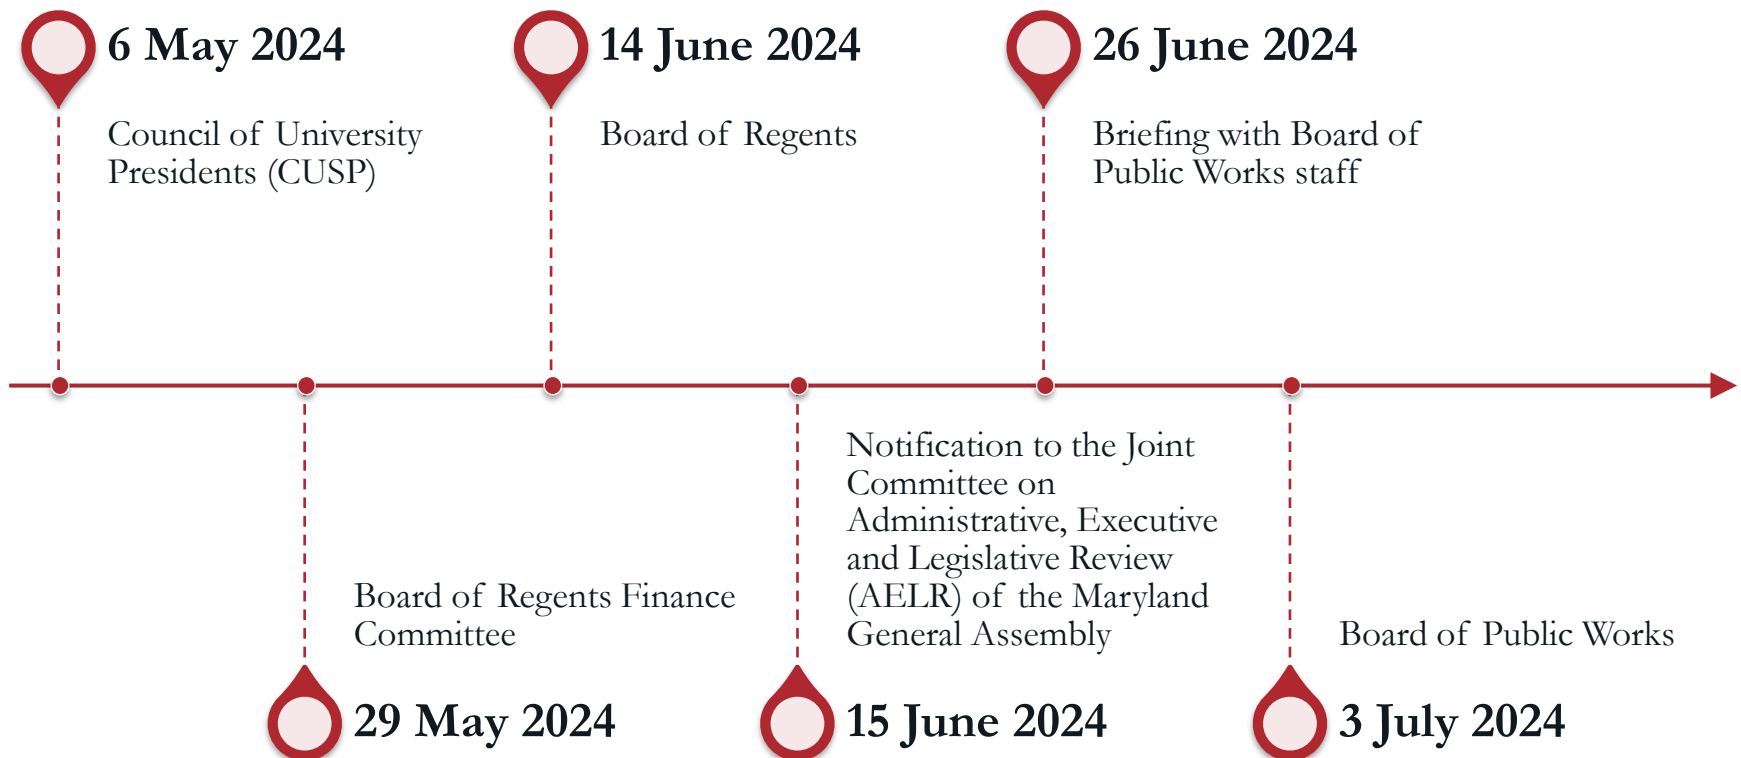 6 May 2024
Council of University
Presidents (CUSP)
14 June 2024
Board of Regents
26 June 2024
Briefing with Board of
Public Works staff
Board of Regents Finance
Committee
29 May 2024
Notification to the Joint
Committee on
Administrative, Executive
and Legislative Review
(AELR) of the Maryland
General Assembly
15 June 2024
Board of Public Works
3 July 2024